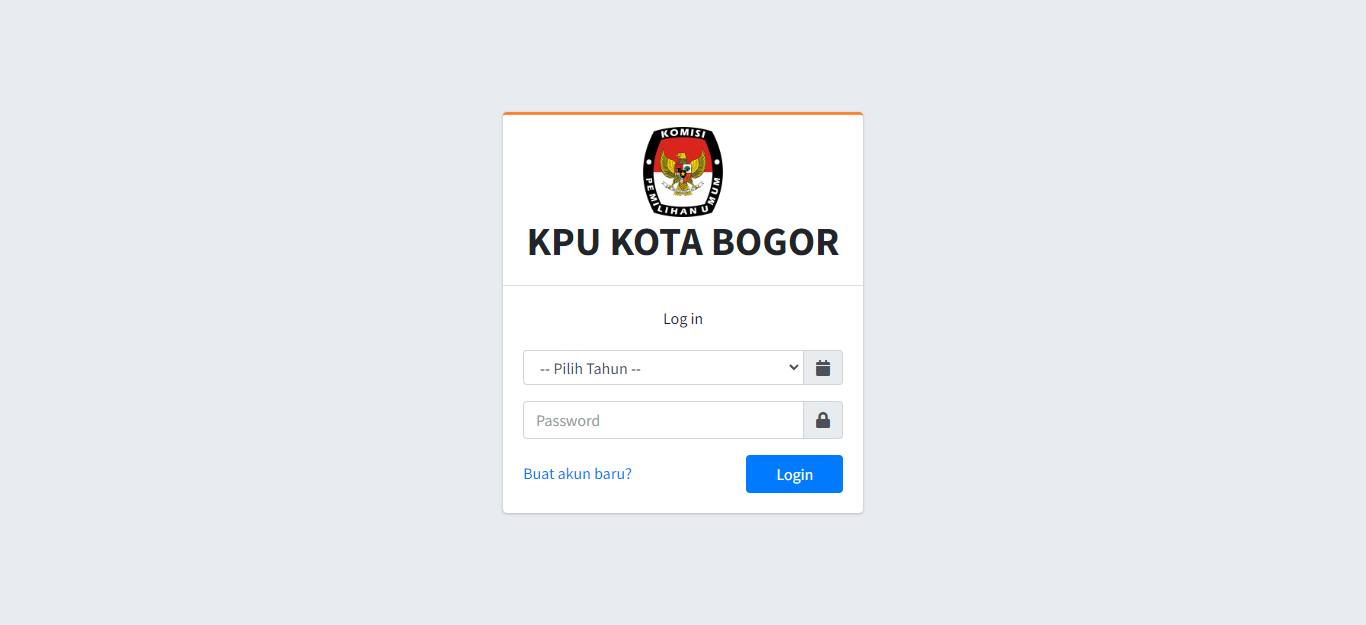 KOMISI
PEMILIHAN UMUM
KPU KOTA BOGOR
Log in
-- Pilih Tahun --
Password
Buat akun baru?
Login